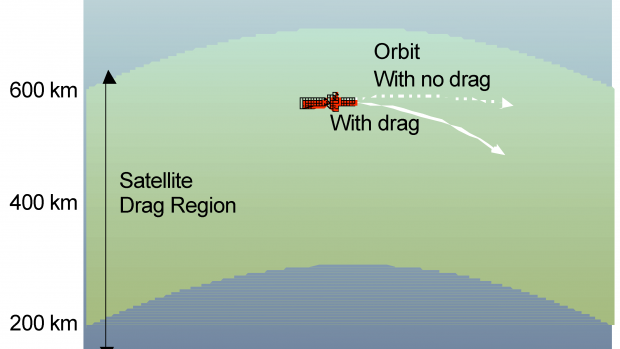 Orbit
With no drag
600 km
With drag
Satellite
Drag Region
400 km
200 km